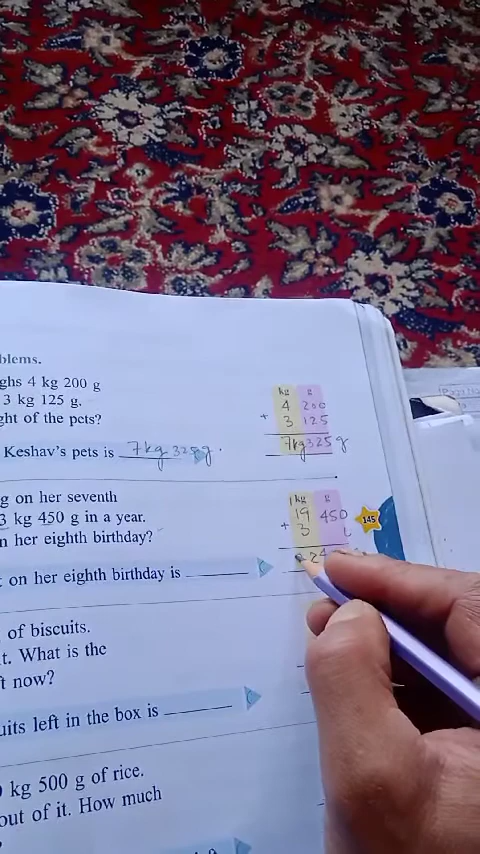 blems.
ghs 4 kg 200 g
3 kg 125 g.
ght of the pets?
Keshav's pets is 7kg 325g.
kg g
4 200
+ 3 125
7kg325g
g on her seventh
3 kg 450 g in a year.
n her eighth birthday?
on her eighth birthday is
1 kg g
19 450
+ 3
145
of biscuits.
t. What is the
t now?
uits left in the box is
kg 500 g of rice.
out of it. How much